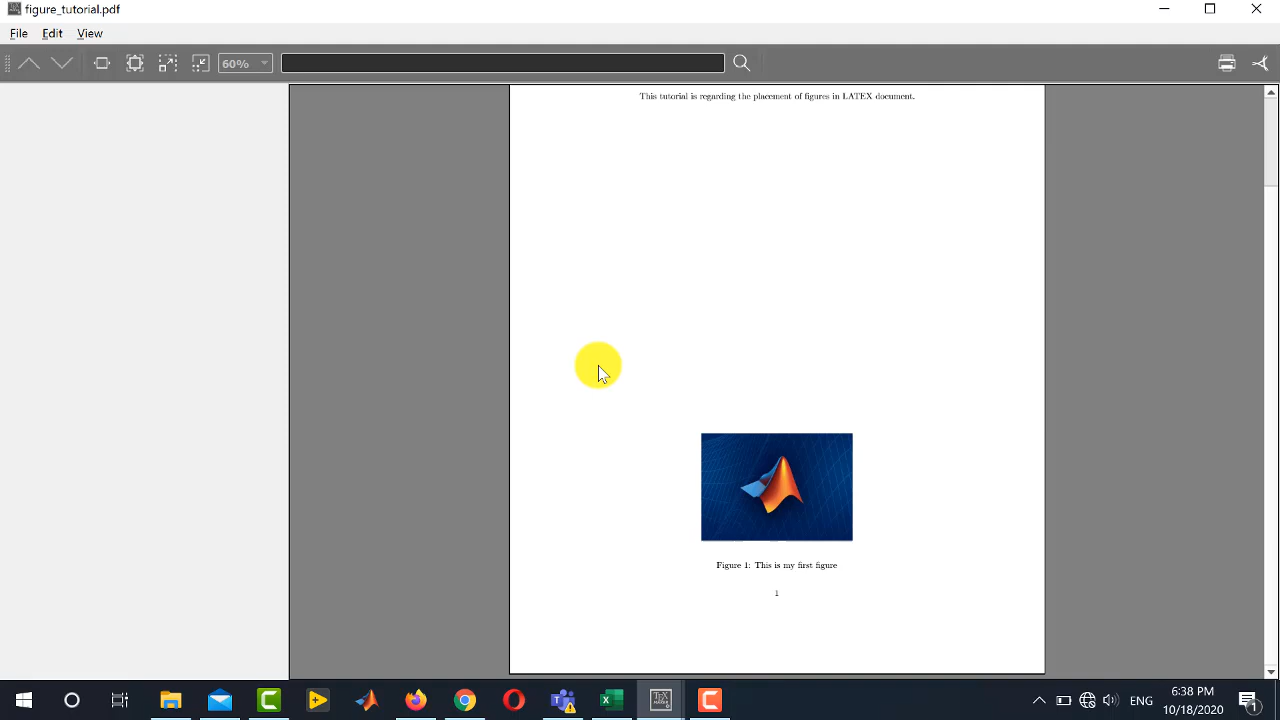 figure_tutorial.pdf
File Edit View
60%
This tutorial is regarding the placement of figures in LATEX document.
Figure 1: This is my first figure
1
6:38 PM
ENG
10/18/2020
1